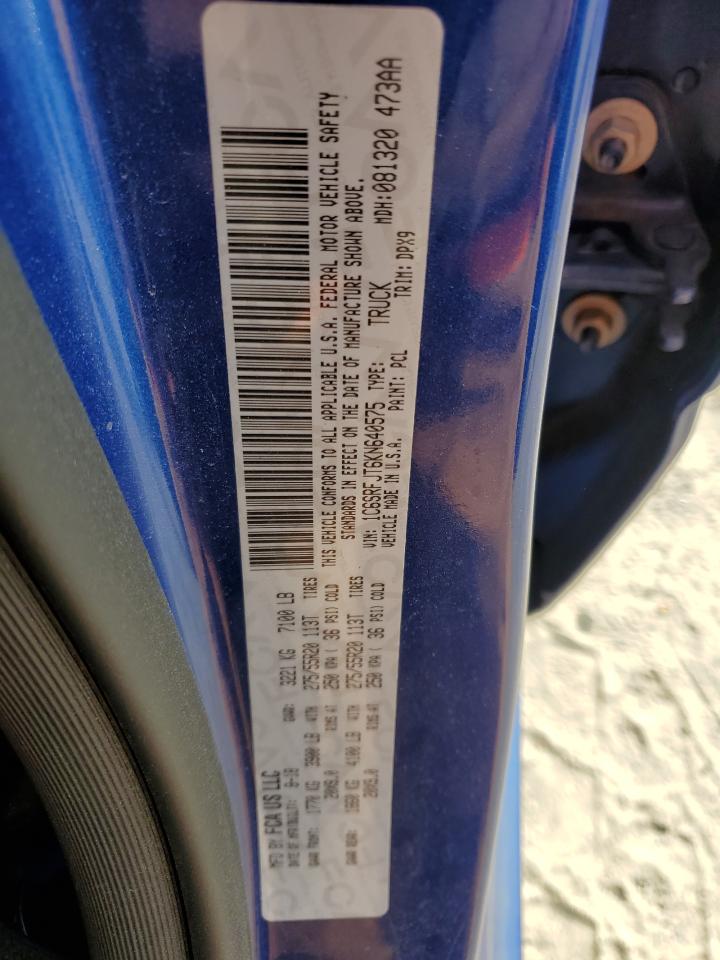 MFD BY: FCA US LLC
DATE OF MFR: 8-18 GVWR: 3221 KG 7100 LB
GAWR FRONT: 1770 KG 3900 LB WITH 275/55R20 113T TIRES
20X9.0 RIMS AT 250 KPA ( 36 PSI) COLD
GAWR REAR: 1860 KG 4100 LB WITH 275/55R20 113T TIRES
20X9.0 RIMS AT 250 KPA ( 36 PSI) COLD
THIS VEHICLE CONFORMS TO ALL APPLICABLE U.S.A. FEDERAL MOTOR VEHICLE SAFETY
STANDARDS IN EFFECT ON THE DATE OF MANUFACTURE SHOWN ABOVE.
VIN: 1C6SRFJT6KN640575 TYPE: TRUCK MDH: 081320 473AA
VEHICLE MADE IN U.S.A. PAINT: PCL TRIM: DPX9